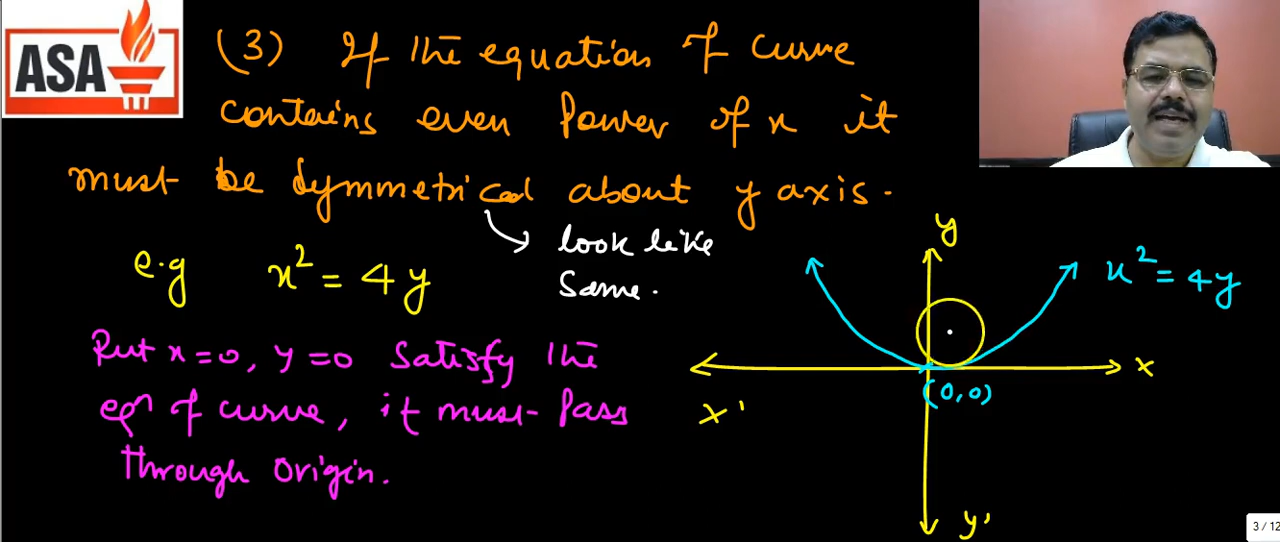 ASA
(3) If the equation of curve
contains even Power of x it
must be Symmetrical about y axis.
look like
Same.
e.g x² = 4y
Put x=0, y=0 Satisfy the
eqn of curve, it must Pass
through Origin.
y
x² = 4y
x
(0,0)
x'
y'
3 / 12